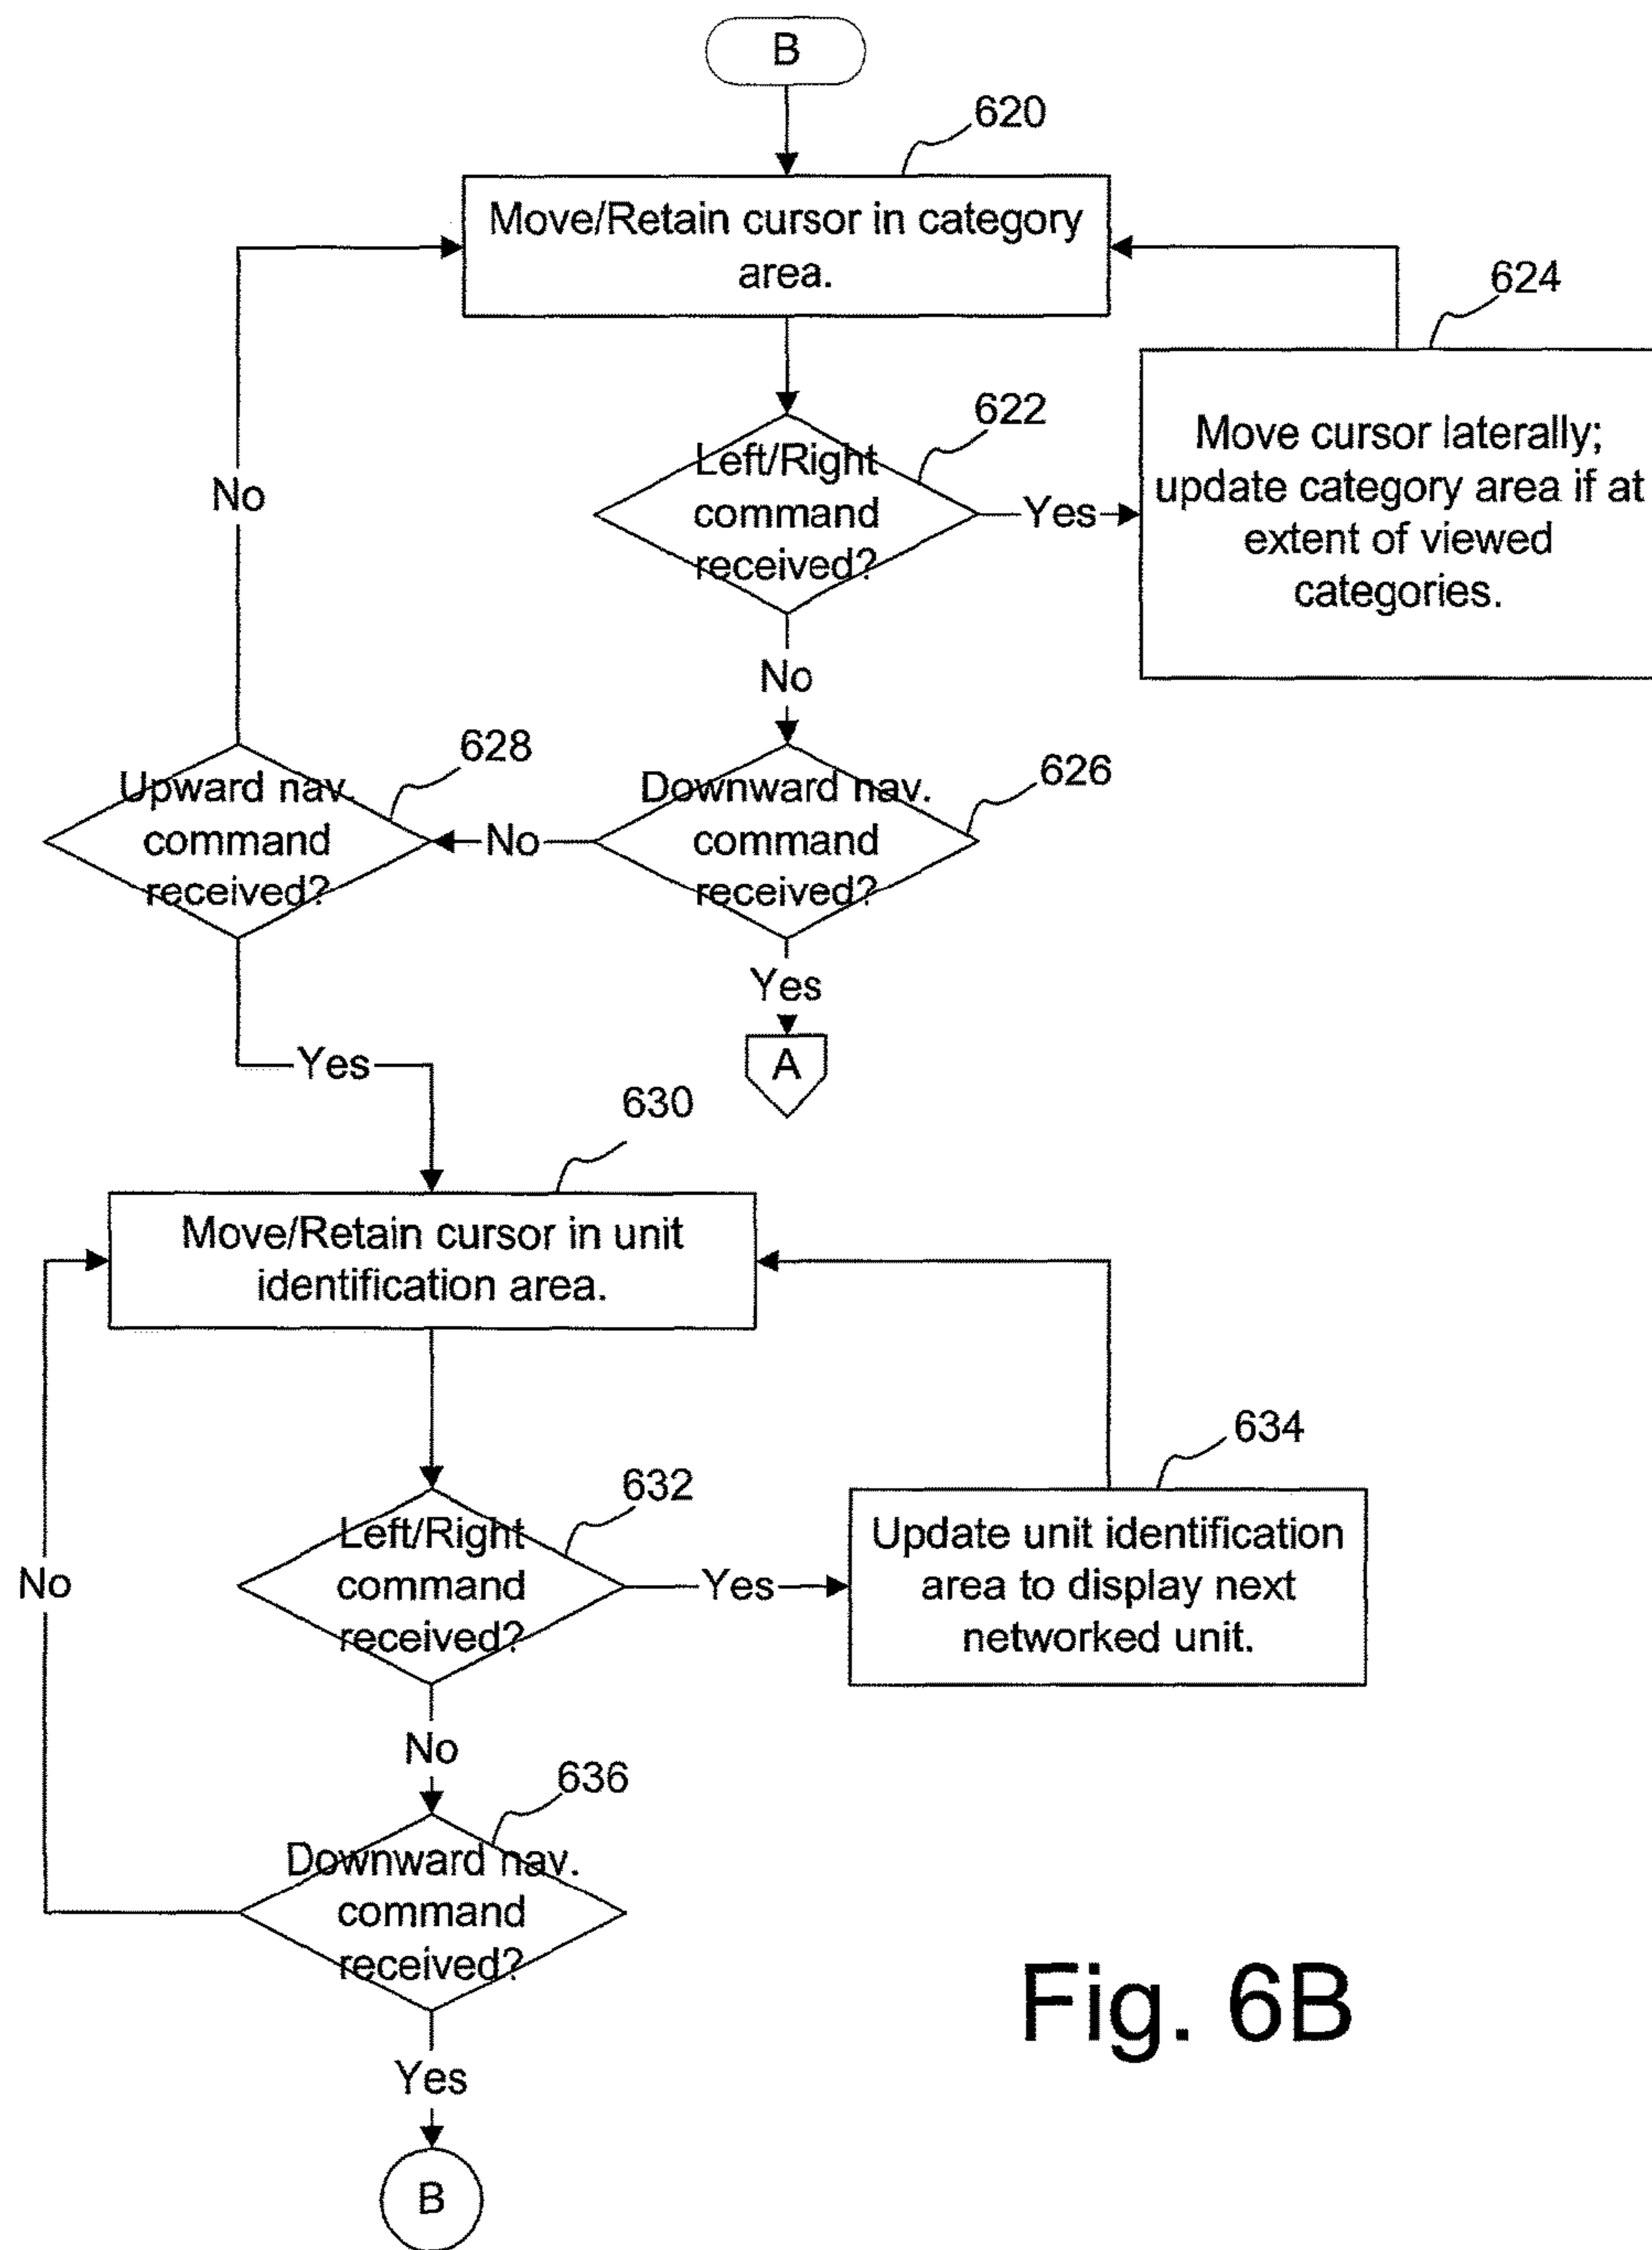 B
620
Move/Retain cursor in category
area.
624
Move cursor laterally;
update category area if at
extent of viewed
categories.
622
Left/Right
command
received?
Yes
No
No
628
Upward nav.
command
received?
No
626
Downward nav.
command
received?
Yes
A
Yes
630
Move/Retain cursor in unit
identification area.
634
Update unit identification
area to display next
networked unit.
632
Left/Right
command
received?
Yes
No
No
636
Downward nav.
command
received?
Yes
B
Fig. 6B